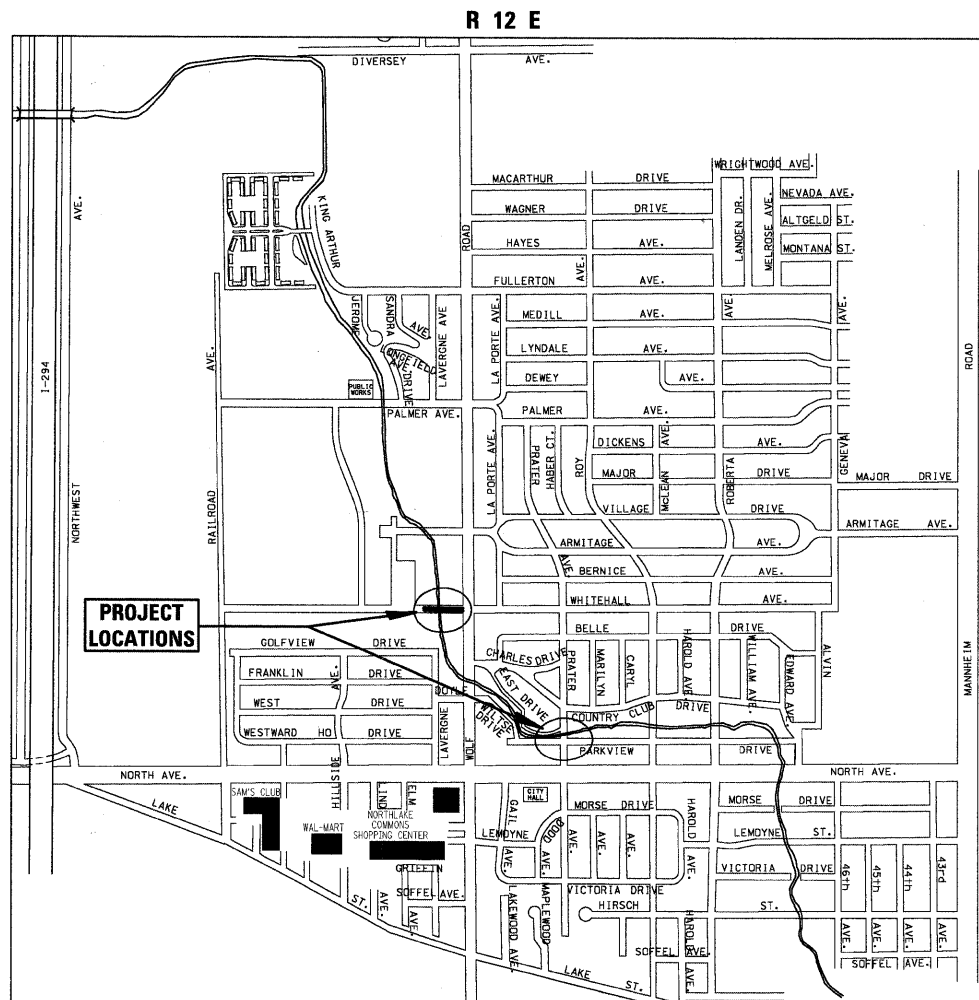 R 12 E
DIVERSEY AVE.
WRIGHTWOOD AVE.
MACARTHUR DRIVE
NEVADA AVE.
WAGNER DRIVE
LANDEN DR.
MELROSE AVE.
ALTGELD ST.
AVE.
KING ARTHUR
ROAD
HAYES AVE.
MONTANA ST.
AVE.
FULLERTON AVE.
JEROME
SANDRA
AVE.
LAVERGNE AVE
LA PORTE AVE.
MEDILL AVE.
AVE.
AVE.
ROAD
LYNDALE AVE.
LONGFIELD
AVE.
DRIVE
I-294
AVE.
PUBLIC
WORKS
DEWEY AVE.
PALMER AVE.
PALMER AVE.
LA PORTE AVE.
PRATER
HABER CT.
ROY
DICKENS AVE.
AVE.
MAJOR DRIVE
McLEAN
ROBERTA
GENEVA
MAJOR DRIVE
NORTHWEST
RAILROAD
VILLAGE DRIVE
ARMITAGE AVE.
ARMITAGE AVE.
AVE.
BERNICE AVE.
WHITEHALL AVE.
PROJECT
LOCATIONS
BELLE DRIVE
GOLFVIEW DRIVE
CHARLES DRIVE
PRATER
MARILYN
CARYL
HAROLD AVE
WILLIAM AVE.
EDWARD AVE.
ALVIN
MANNHEIM
FRANKLIN DRIVE
AVE.
EAST DRIVE
DOYLE
WEST DRIVE
WILTSE
DRIVE
COUNTRY CLUB DRIVE
WESTWARD HO DRIVE
LAVERGNE
WOLF
PARKVIEW DRIVE
NORTH AVE.
NORTH AVE.
HILLSIDE
LAKE
SAM'S CLUB
LIND
ELM
CITY
HALL
GAIL
MORSE DRIVE
HAROLD
MORSE DRIVE
WAL-MART
NORTHLAKE
COMMONS
SHOPPING CENTER
LEMOYNE
DODD
AVE.
AVE.
AVE.
LEMOYNE ST.
GRIFFIN
AVE.
AVE.
AVE.
VICTORIA DRIVE
46th
45th
44th
43rd
SOFFEL AVE.
VICTORIA DRIVE
ST.
AVE.
AVE.
LAKEWOOD AVE.
MAPLEWOOD
HIRSCH ST.
HAROLD
AVE.
SOFFEL AVE.
AVE.
AVE.
AVE.
AVE.
SOFFEL AVE.
LAKE ST.